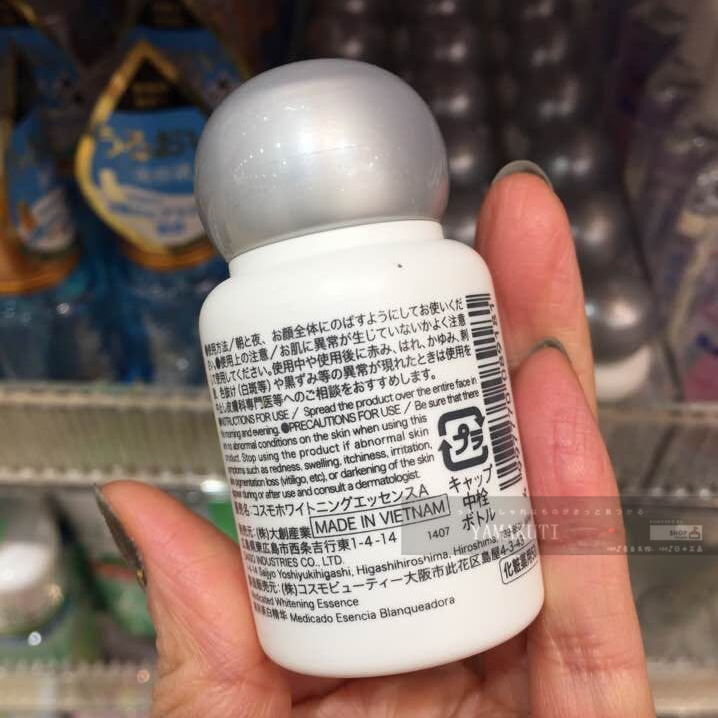 ●使用方法/朝と夜、お顔全体にのばすようにしてお使いくだ
さい。●使用上の注意/お肌に異常が生じていないかよく注意
して使用してください。使用中や使用後に赤み、はれ、かゆみ、刺
激、色抜け(白斑等)や黒ずみ等の異常が現れたときは使用を
中止し皮膚科専門医等へのご相談をおすすめします。
●INSTRUCTIONS FOR USE / Spread the product over the entire face in
the morning and evening. ●PRECAUTIONS FOR USE / Be sure that there
are no abnormal conditions on the skin when using this
product. Stop using the product if abnormal skin
symptoms such as redness, swelling, itchiness, irritation,
skin pigmentation loss (vitiligo, etc), or darkening of the skin
appear during or after use and consult a dermatologist.
プラ
キャップ
中栓
ボトル
販売名:コスモホワイトニングエッセンスA
発売元:(株)大創産業 MADE IN VIETNAM
広島県東広島市西条吉行東1-4-14 1407
DAISO INDUSTRIES CO., LTD.
1-4-14 Saijo Yoshiyukihigashi, Higashihiroshima, Hiroshima,
製造販売元:(株)コスモビューティー大阪市此花区島屋4-3-43
Medicated Whitening Essence
Medicado Esencia Blanqueadora
YAMAKUTI
SHOP